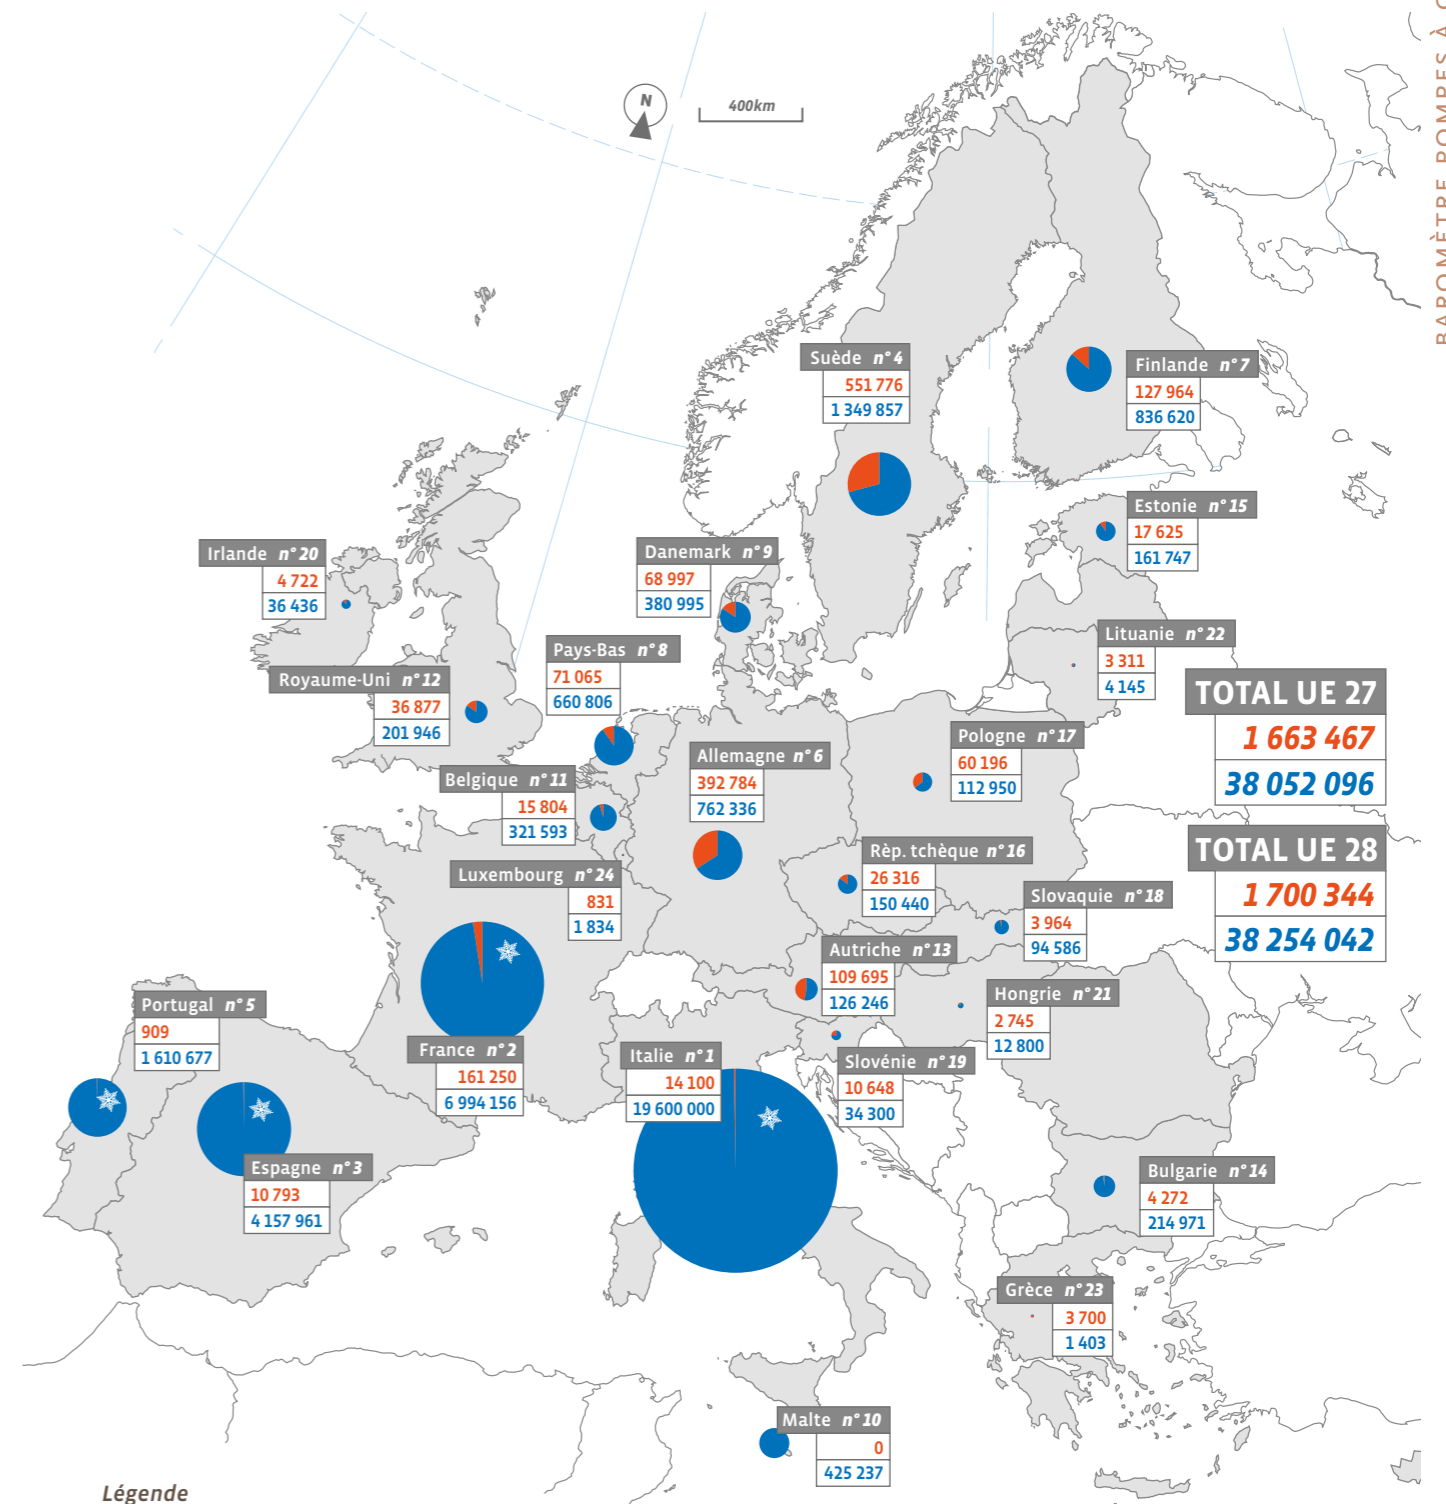 N
400km
BAROMÈTRE POMPES À
Suède n°4
551 776
1 349 857
Finlande n°7
127 964
836 620
Estonie n°15
17 625
161 747
Irlande n°20
4 722
36 436
Danemark n°9
68 997
380 995
Lituanie n°22
3 311
4 145
Pays-Bas n°8
71 065
660 806
Royaume-Uni n°12
36 877
201 946
TOTAL UE 27
1 663 467
38 052 096
Pologne n°17
60 196
112 950
Allemagne n°6
392 784
762 336
Belgique n°11
15 804
321 593
TOTAL UE 28
1 700 344
38 254 042
Rèp. tchèque n°16
26 316
150 440
Luxembourg n°24
831
1 834
Slovaquie n°18
3 964
94 586
Autriche n°13
109 695
126 246
Hongrie n°21
2 745
12 800
Portugal n°5
909
1 610 677
France n°2
161 250
6 994 156
Italie n°1
14 100
19 600 000
Slovénie n°19
10 648
34 300
Espagne n°3
10 793
4 157 961
Bulgarie n°14
4 272
214 971
Grèce n°23
3 700
1 403
Malte n°10
0
425 237
Légende